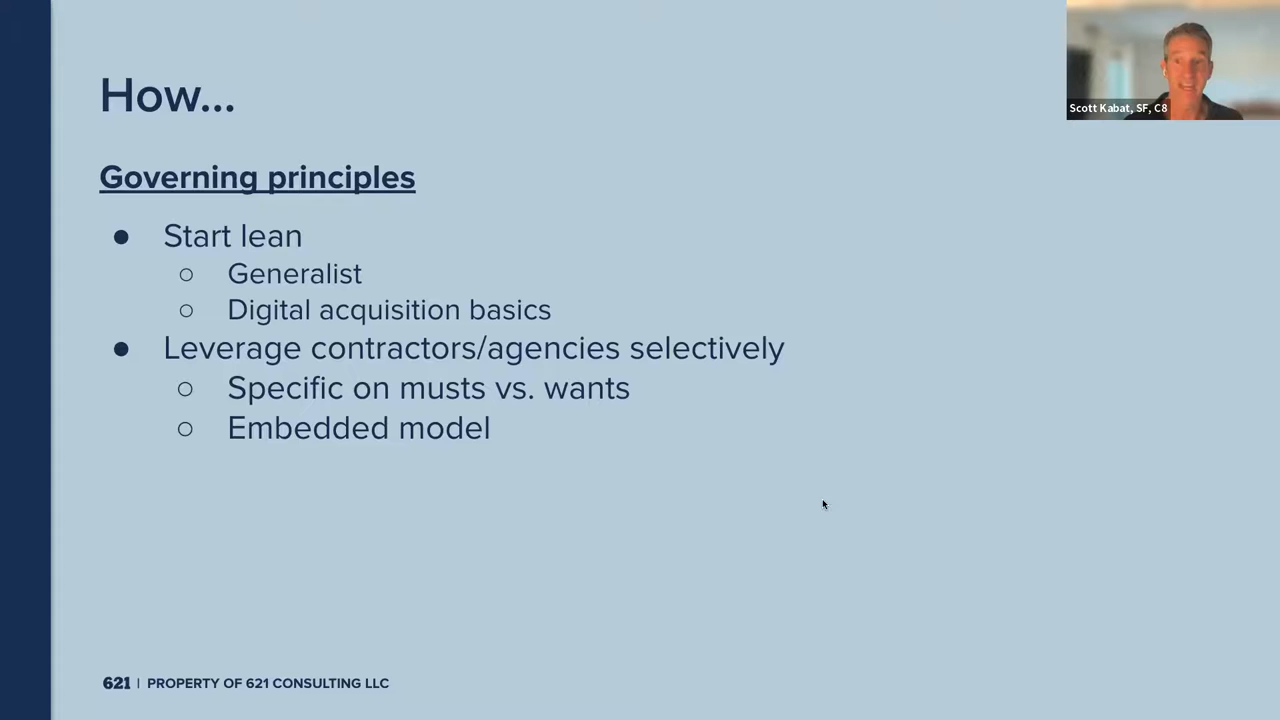 How...
Scott Kabat, SF, C8
Governing principles
● Start lean
○ Generalist
○ Digital acquisition basics
● Leverage contractors/agencies selectively
○ Specific on musts vs. wants
○ Embedded model
621 | PROPERTY OF 621 CONSULTING LLC